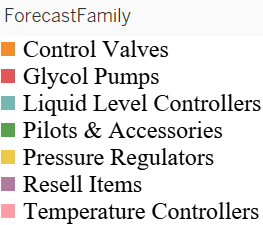 ForecastFamily
Control Valves
Glycol Pumps
Liquid Level Controllers
Pilots & Accessories
Pressure Regulators
Resell Items
Temperature Controllers